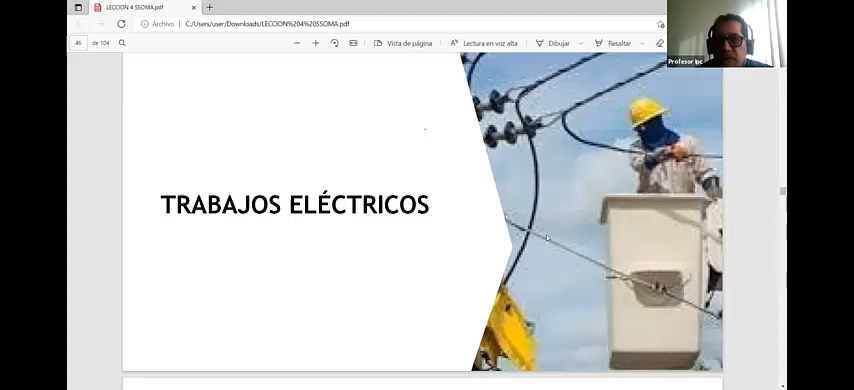 LECCION 4 SSOMA.pdf
Archivo C:/Users/user/Downloads/LECCION%204%20SSOMA.pdf
46 de 104 Vista de página Lectura en voz alta Dibujar Resaltar
Profesor Ipc
TRABAJOS ELÉCTRICOS